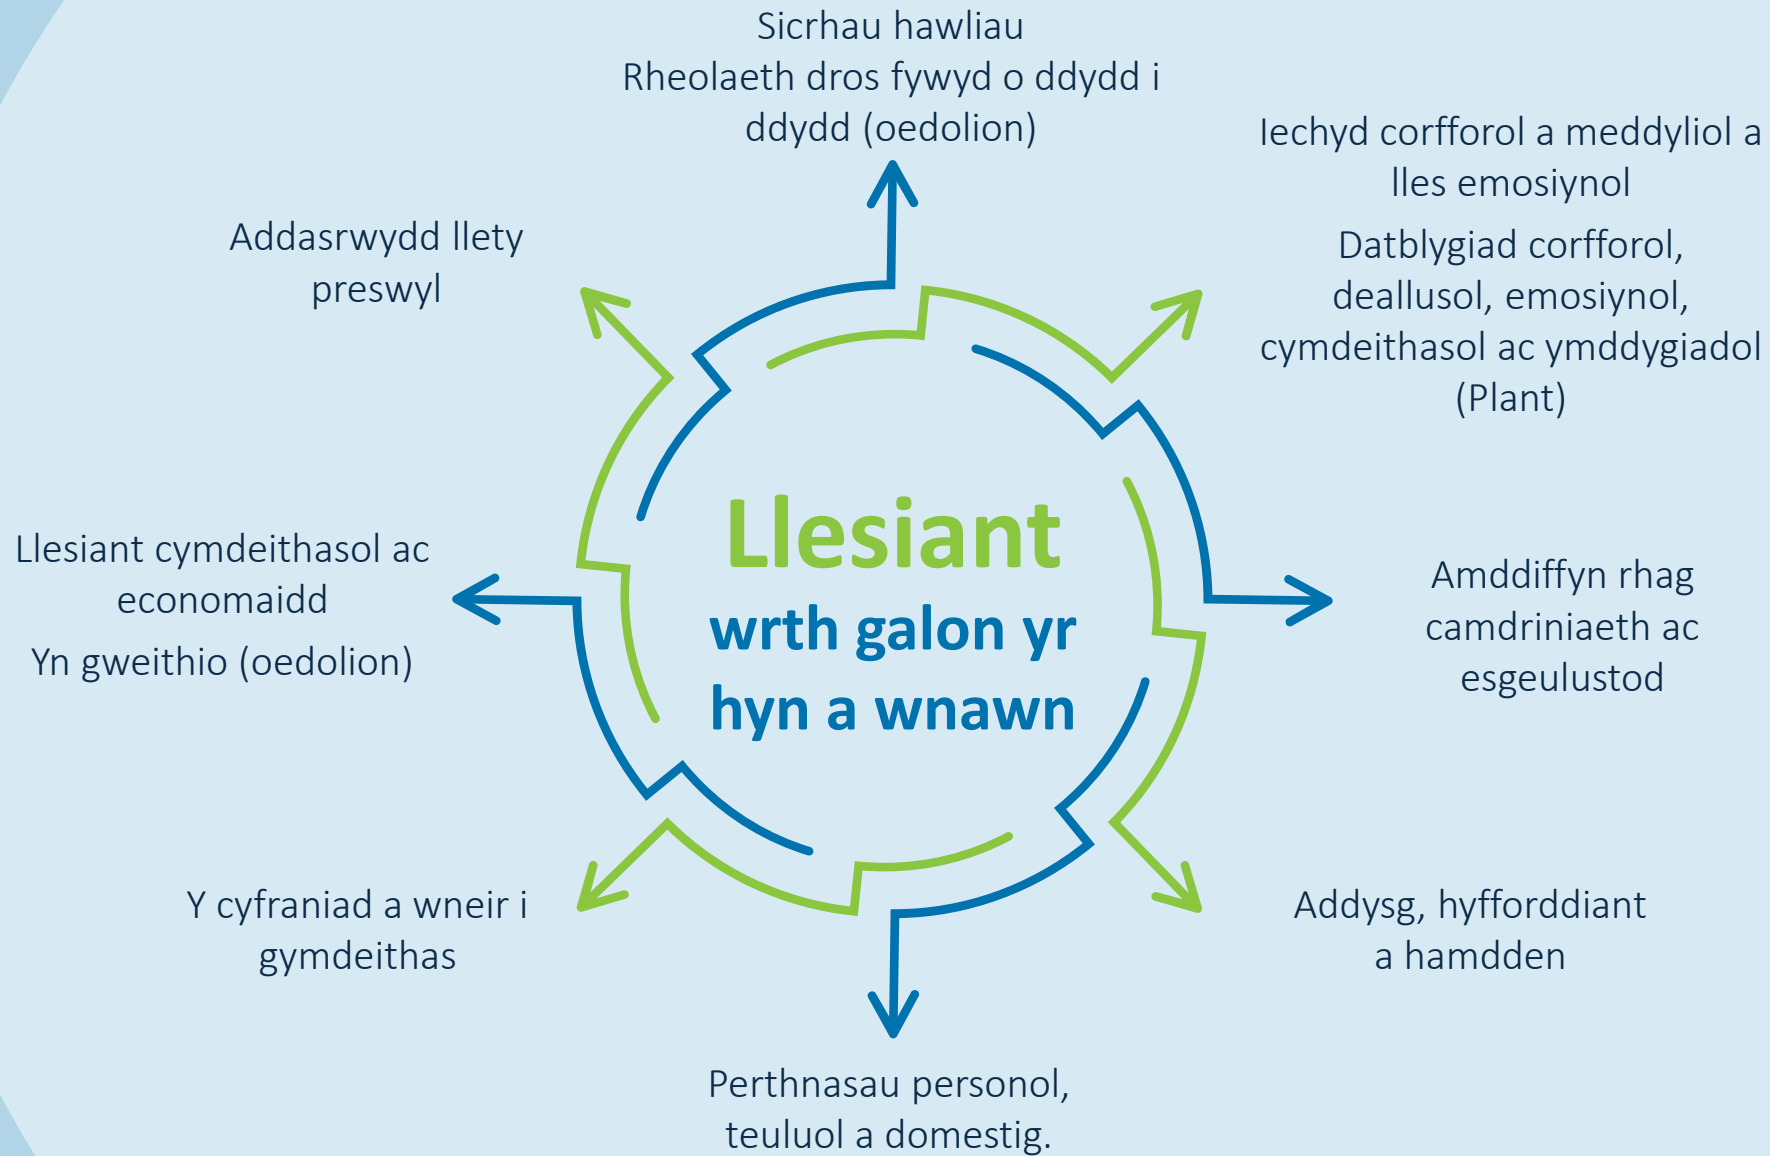 Sicrhau hawliau
Rheolaeth dros fywyd o ddydd i
ddydd (oedolion)
Iechyd corfforol a meddyliol a
lles emosiynol
Datblygiad corfforol,
deallusol, emosiynol,
cymdeithasol ac ymddygiadol
(Plant)
Amddiffyn rhag
camdriniaeth ac
esgeulustod
Addysg, hyfforddiant
a hamdden
Perthnasau personol,
teuluol a domestig.
Y cyfraniad a wneir i
gymdeithas
Llesiant cymdeithasol ac
economaidd
Yn gweithio (oedolion)
Addasrwydd llety
preswyl
Llesiant
wrth galon yr
hyn a wnawn